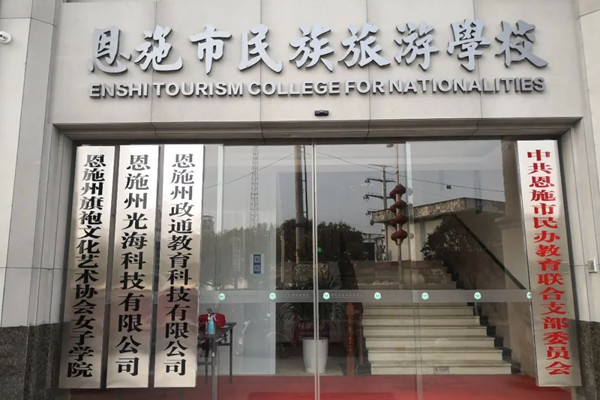 恩施市民族旅游學校
ENSHI TOURISM COLLEGE FOR NATIONALITIES
恩施州旗袍文化艺术协会女子学院
恩施州光海科技有限公司
恩施州政通教育科技有限公司
中共恩施市民办教育联合支部委员会